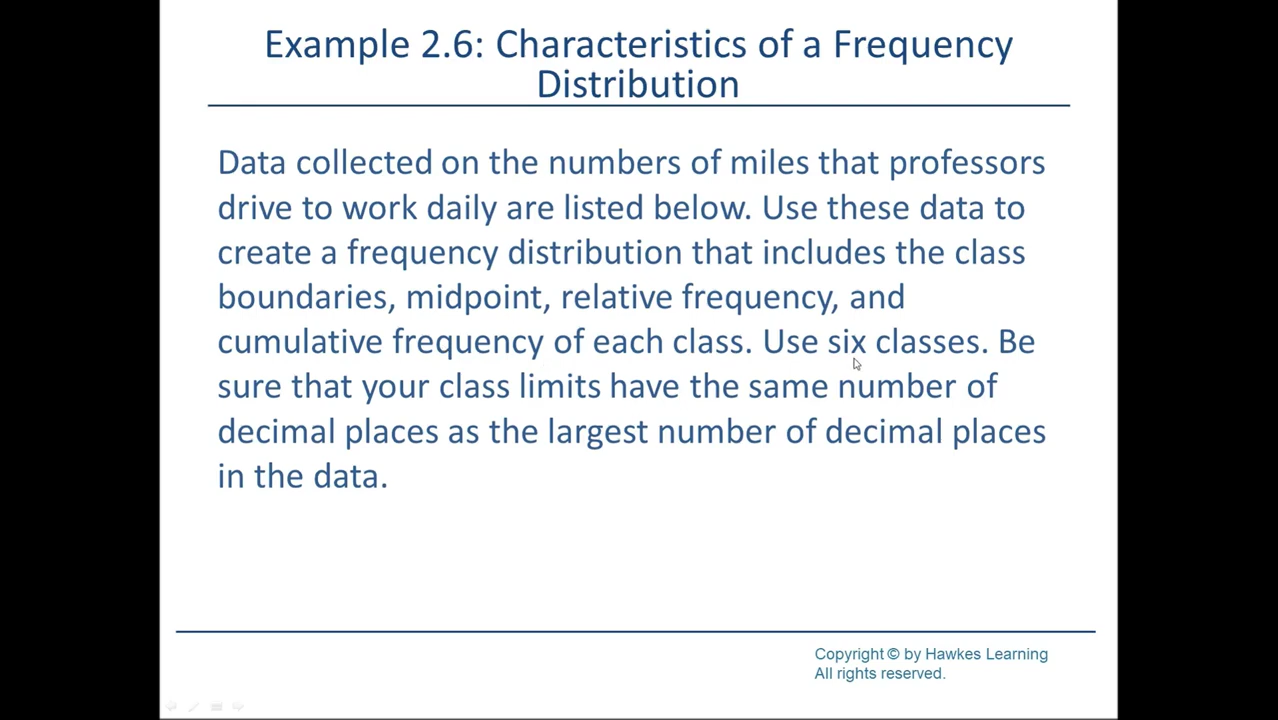 Example 2.6: Characteristics of a Frequency
Distribution
Data collected on the numbers of miles that professors
drive to work daily are listed below. Use these data to
create a frequency distribution that includes the class
boundaries, midpoint, relative frequency, and
cumulative frequency of each class. Use six classes. Be
sure that your class limits have the same number of
decimal places as the largest number of decimal places
in the data.
Copyright © by Hawkes Learning
All rights reserved.